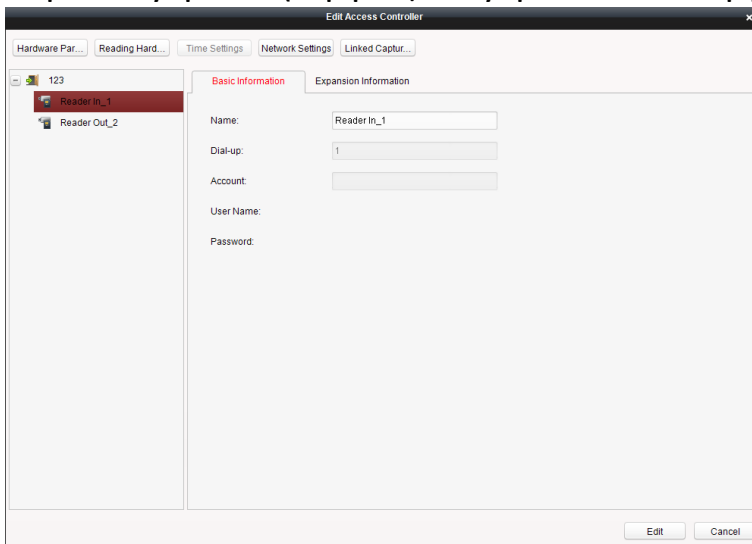 Edit Access Controller
Hardware Par... Reading Hard... Time Settings Network Settings Linked Captur...
123
Reader In_1
Reader Out_2
Basic Information Expansion Information
Name: Reader In_1
Dial-up: 1
Account:
User Name:
Password:
Edit Cancel